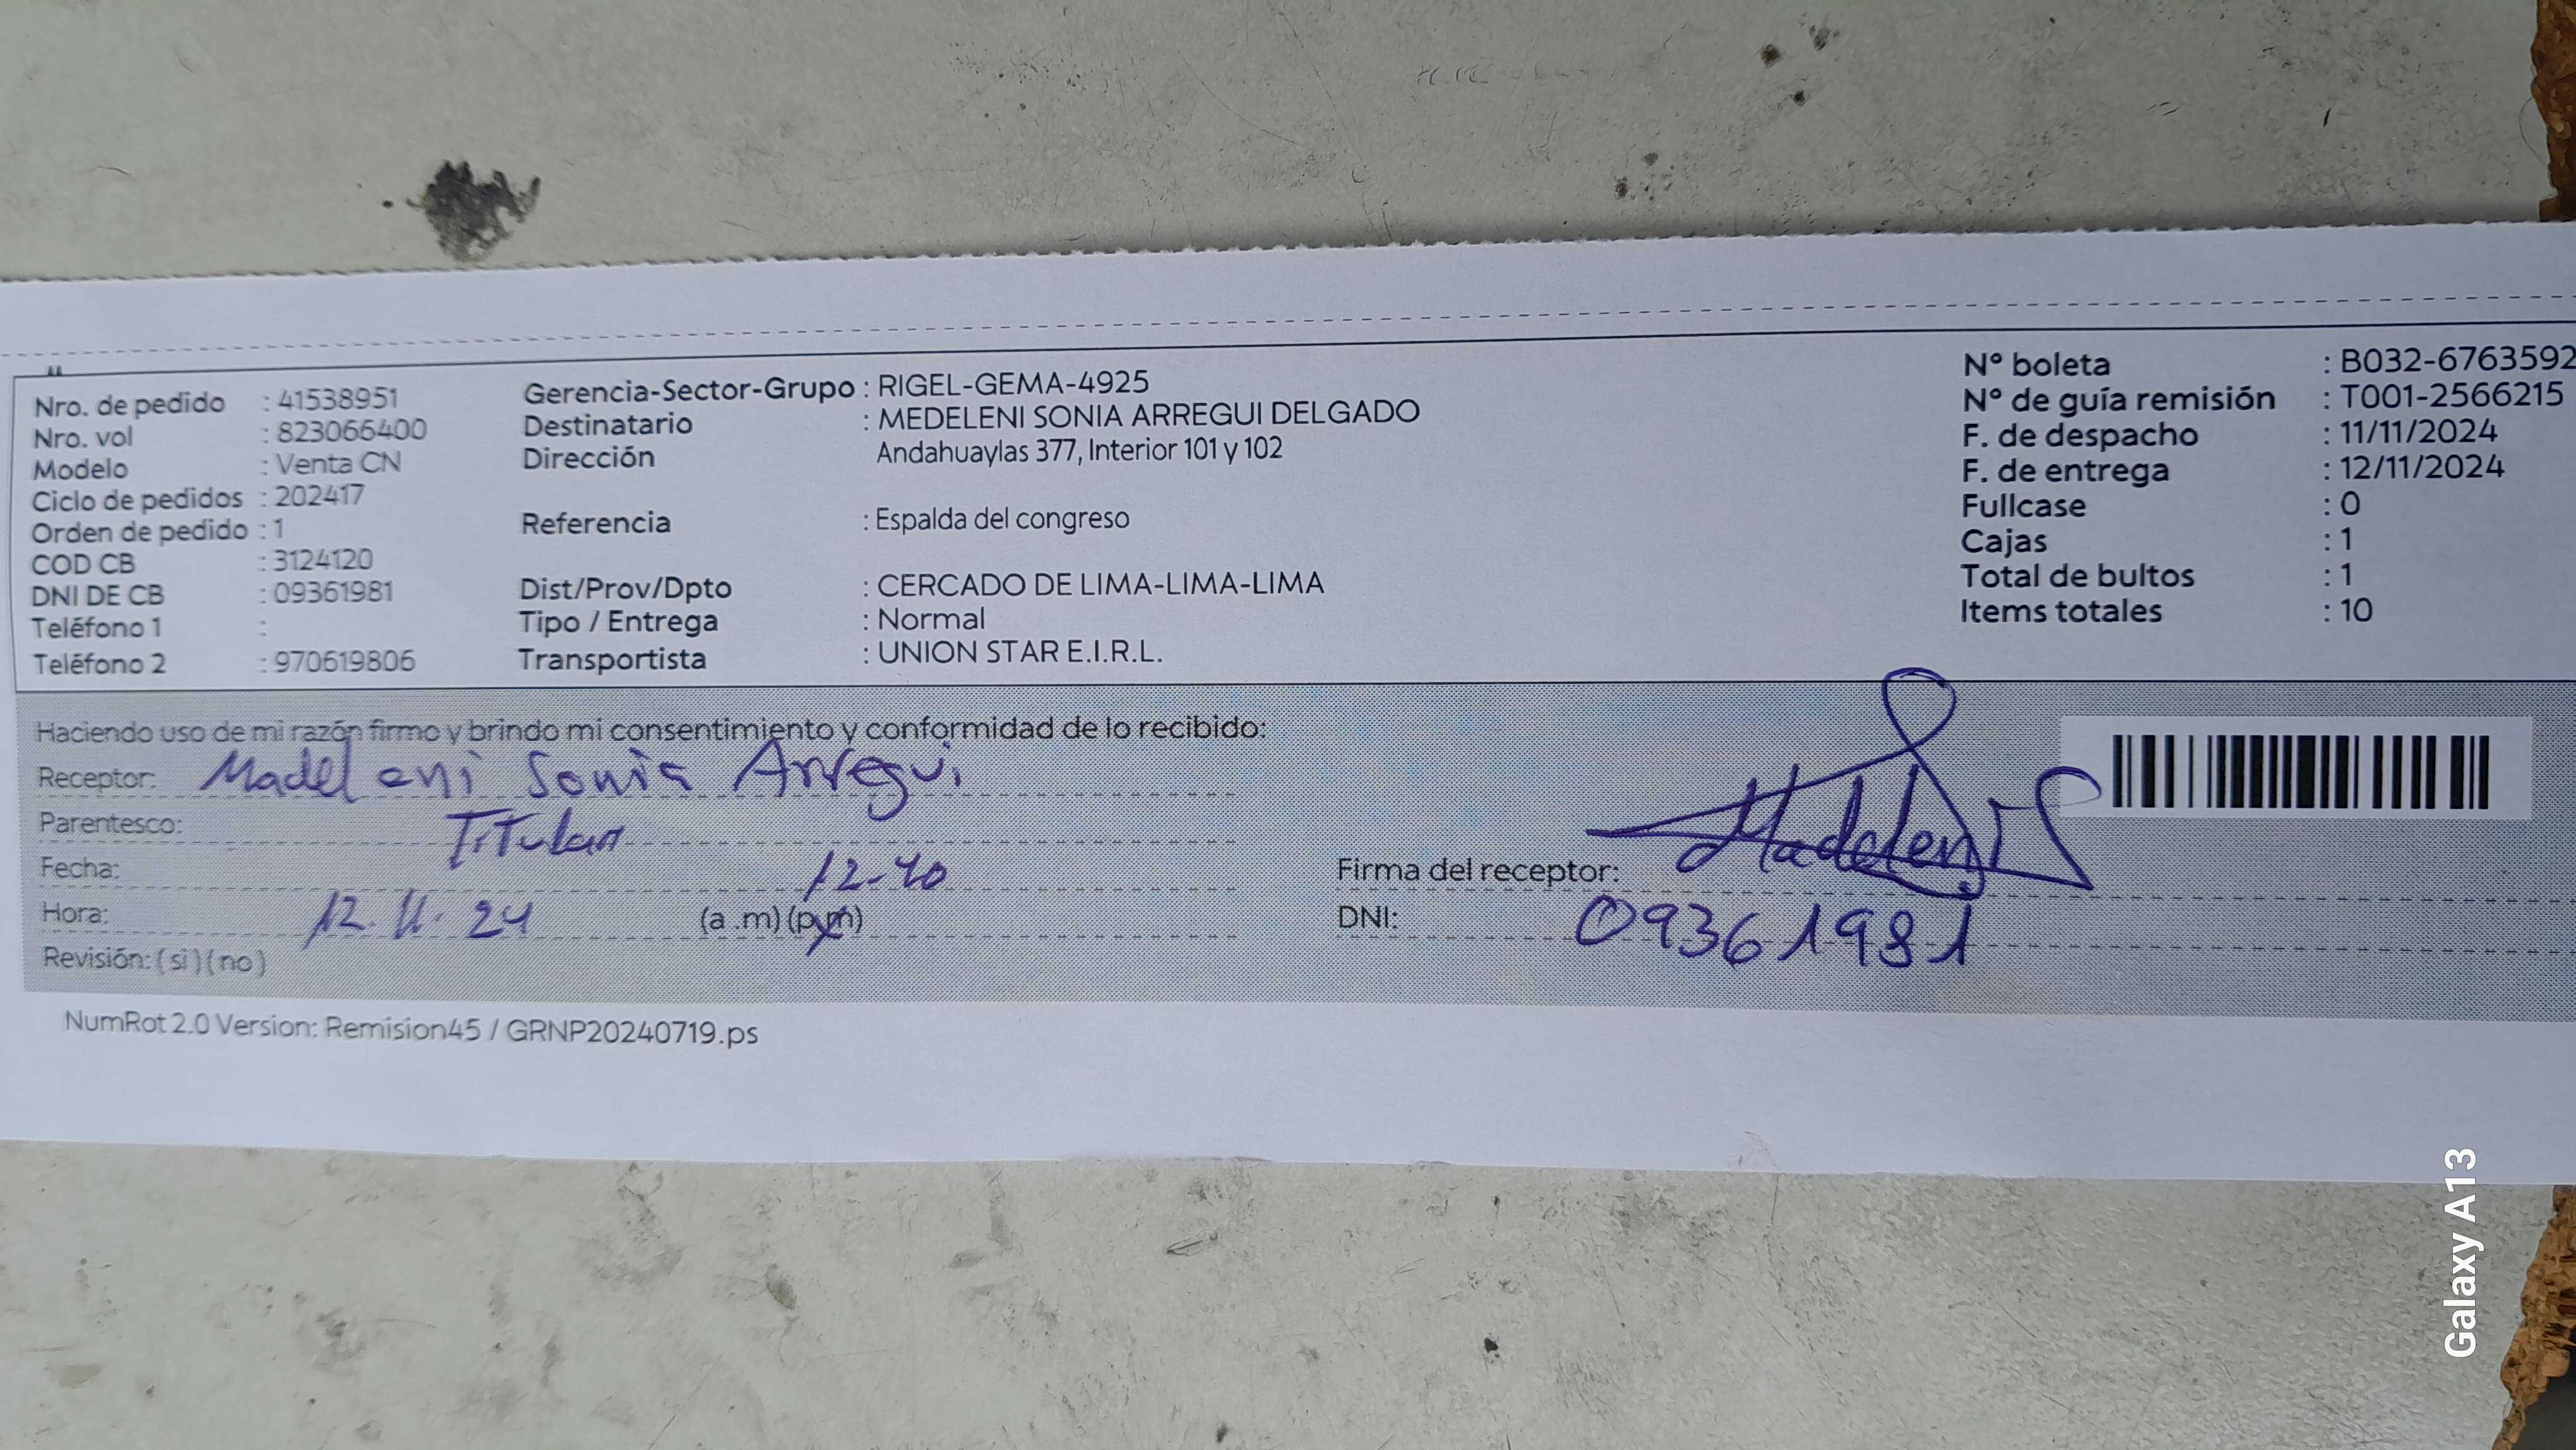 Nro. de pedido : 41538951
Nro. vol : 823066400
Modelo : Venta CN
Ciclo de pedidos : 202417
Orden de pedido : 1
COD CB : 3124120
DNI DE CB : 09361981
Teléfono 1 :
Teléfono 2 : 970619806
Gerencia-Sector-Grupo : RIGEL-GEMA-4925
Destinatario : MEDELENI SONIA ARREGUI DELGADO
Dirección Andahuaylas 377, Interior 101 y 102
Referencia : Espalda del congreso
Dist/Prov/Dpto : CERCADO DE LIMA-LIMA-LIMA
Tipo / Entrega : Normal
Transportista : UNION STAR E.I.R.L.
N° boleta : B032-6763592
N° de guía remisión : T001-2566215
F. de despacho : 11/11/2024
F. de entrega : 12/11/2024
Fullcase : 0
Cajas : 1
Total de bultos : 1
Items totales : 10
Haciendo uso de mi razón firmo y brindo mi consentimiento y conformidad de lo recibido:
Receptor: Madeleni Sonia Arregui
Parentesco: Titular
Fecha: 12-40
Hora: 12.11.24 (a .m) (p.m)
Revisión: (si) (no)
Firma del receptor: Madeleni
DNI: 09361981
NumRot 2.0 Version: Remision45 / GRNP20240719.ps
Galaxy A13